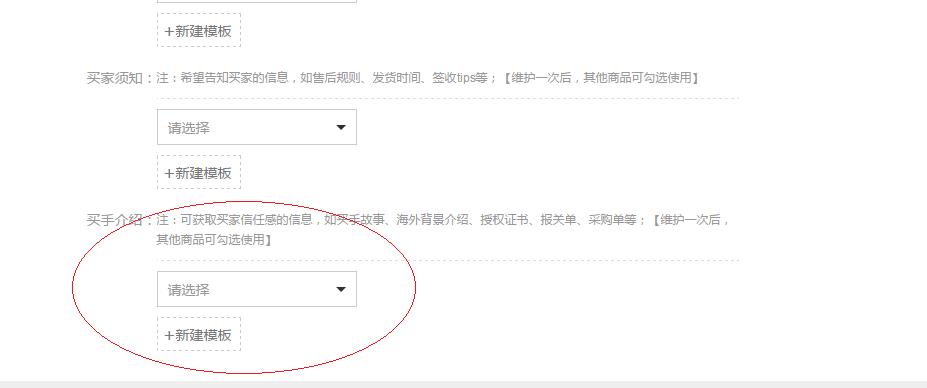 +新建模板
买家须知：注：希望告知买家的信息，如售后规则、发货时间、签收tips等；【维护一次后，其他商品可勾选使用】
请选择
+新建模板
买手介绍：注：可获取买家信任感的信息，如买手故事、海外背景介绍、授权证书、报关单、采购单等；【维护一次后，
其他商品可勾选使用】
请选择
+新建模板